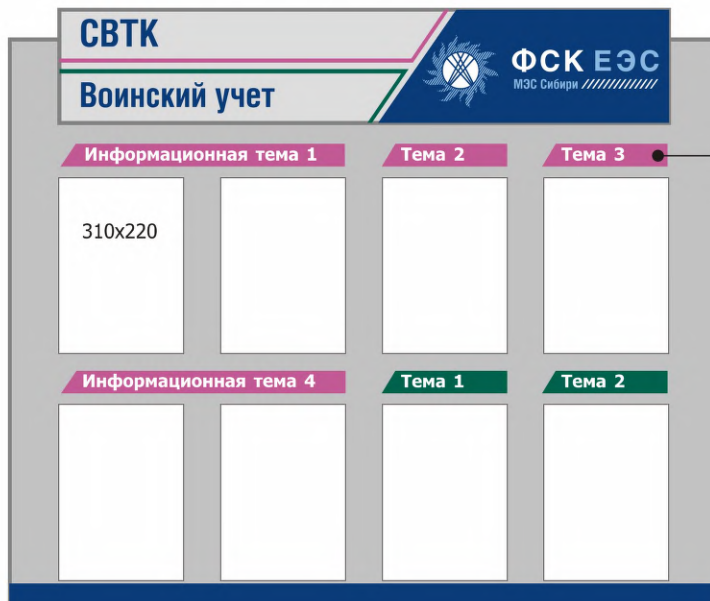 СВТК
Воинский учет
ФСК ЕЭС
МЭС Сибири /////////////
Информационная тема 1
Тема 2
Тема 3
310x220
Информационная тема 4
Тема 1
Тема 2